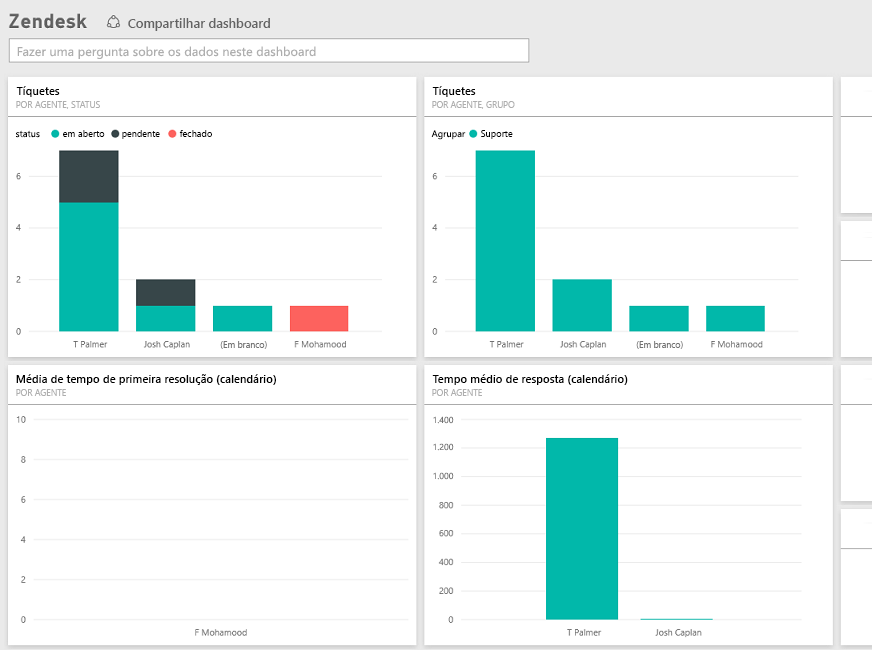 Zendesk
Compartilhar dashboard
Fazer uma pergunta sobre os dados neste dashboard
Tíquetes
POR AGENTE, STATUS
status em aberto pendente fechado
6
4
2
0
T Palmer Josh Caplan (Em branco) F Mohamood
Tíquetes
POR AGENTE, GRUPO
Agrupar Suporte
6
4
2
0
T Palmer Josh Caplan (Em branco) F Mohamood
Média de tempo de primeira resolução (calendário)
POR AGENTE
10
8
6
4
2
0
F Mohamood
Tempo médio de resposta (calendário)
POR AGENTE
1.400
1.200
1.000
800
600
400
200
0
T Palmer Josh Caplan